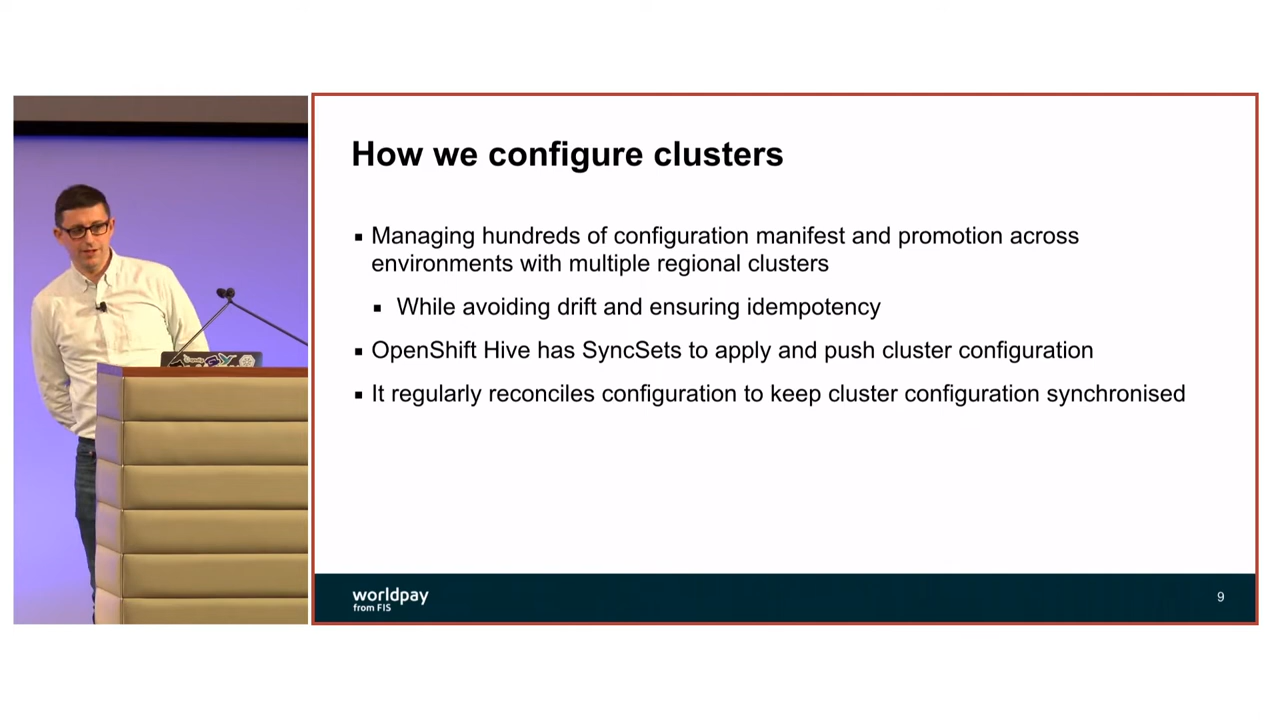 How we configure clusters
▪ Managing hundreds of configuration manifest and promotion across
environments with multiple regional clusters
▪ While avoiding drift and ensuring idempotency
▪ OpenShift Hive has SyncSets to apply and push cluster configuration
▪ It regularly reconciles configuration to keep cluster configuration synchronised
worldpay
from FIS
9